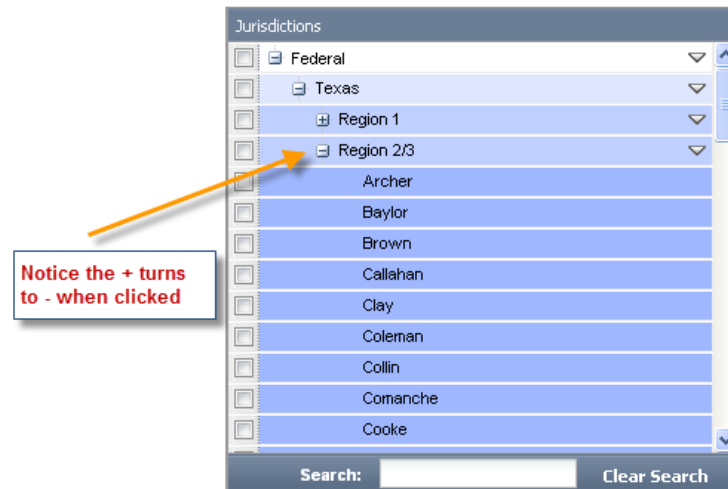 Jurisdictions
Federal
Texas
Region 1
Region 2/3
Archer
Baylor
Brown
Notice the + turns
to - when clicked
Callahan
Clay
Coleman
Collin
Comanche
Cooke
Search:
Clear Search